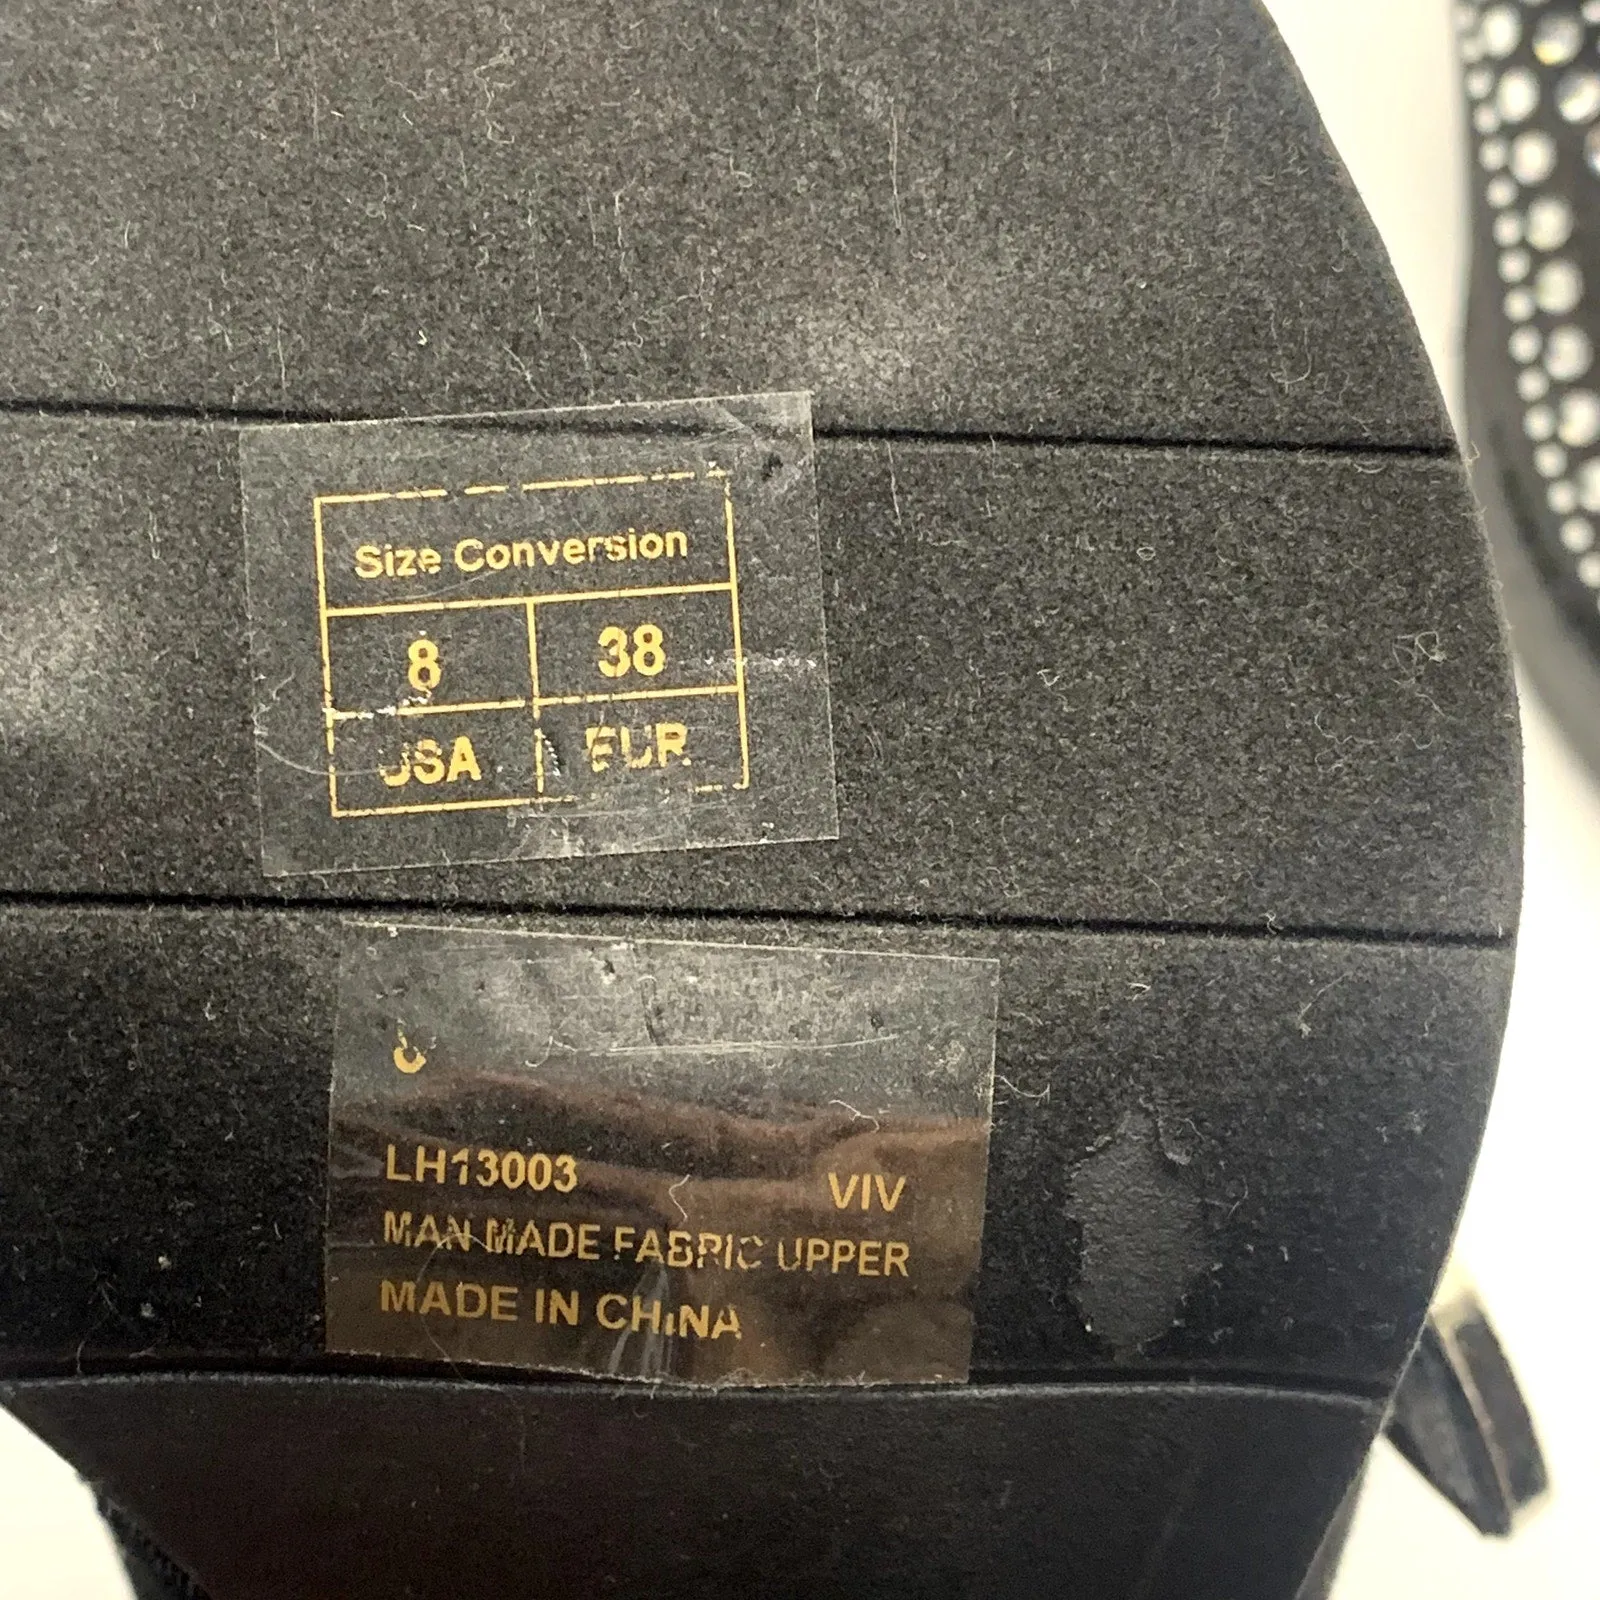 Size Conversion
8 38
USA EUR
LH13003 VIV
MAN MADE FABRIC UPPER
MADE IN CHINA